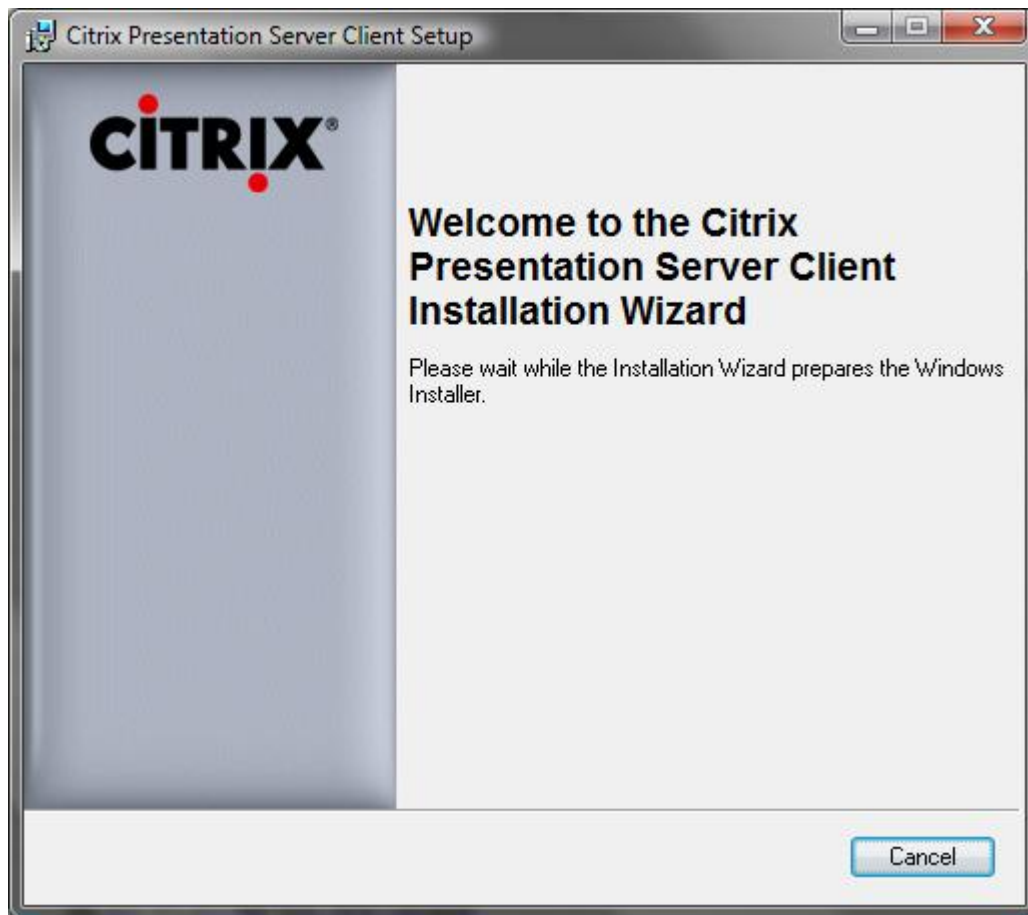 Citrix Presentation Server Client Setup
CITRIX®
Welcome to the Citrix
Presentation Server Client
Installation Wizard
Please wait while the Installation Wizard prepares the Windows
Installer.
Cancel